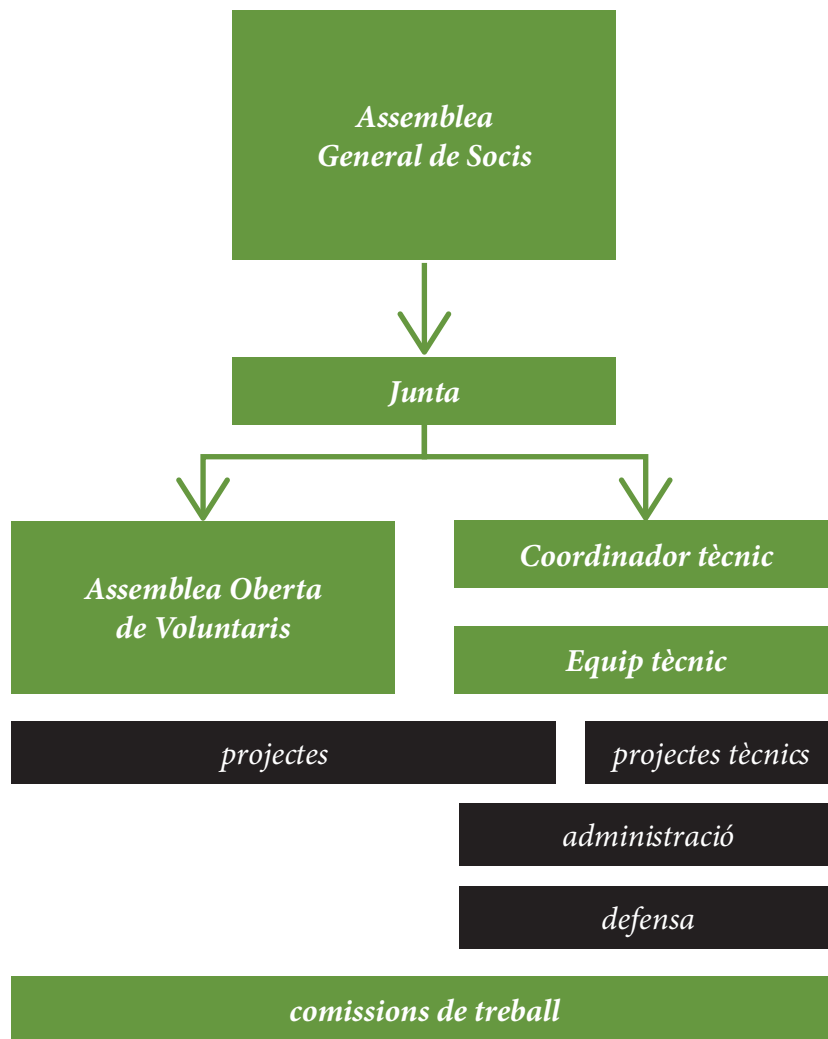 Assemblea
General de Socis
Junta
Assemblea Oberta
de Voluntaris
Coordinador tècnic
Equip tècnic
projectes
projectes tècnics
administració
defensa
comissions de treball